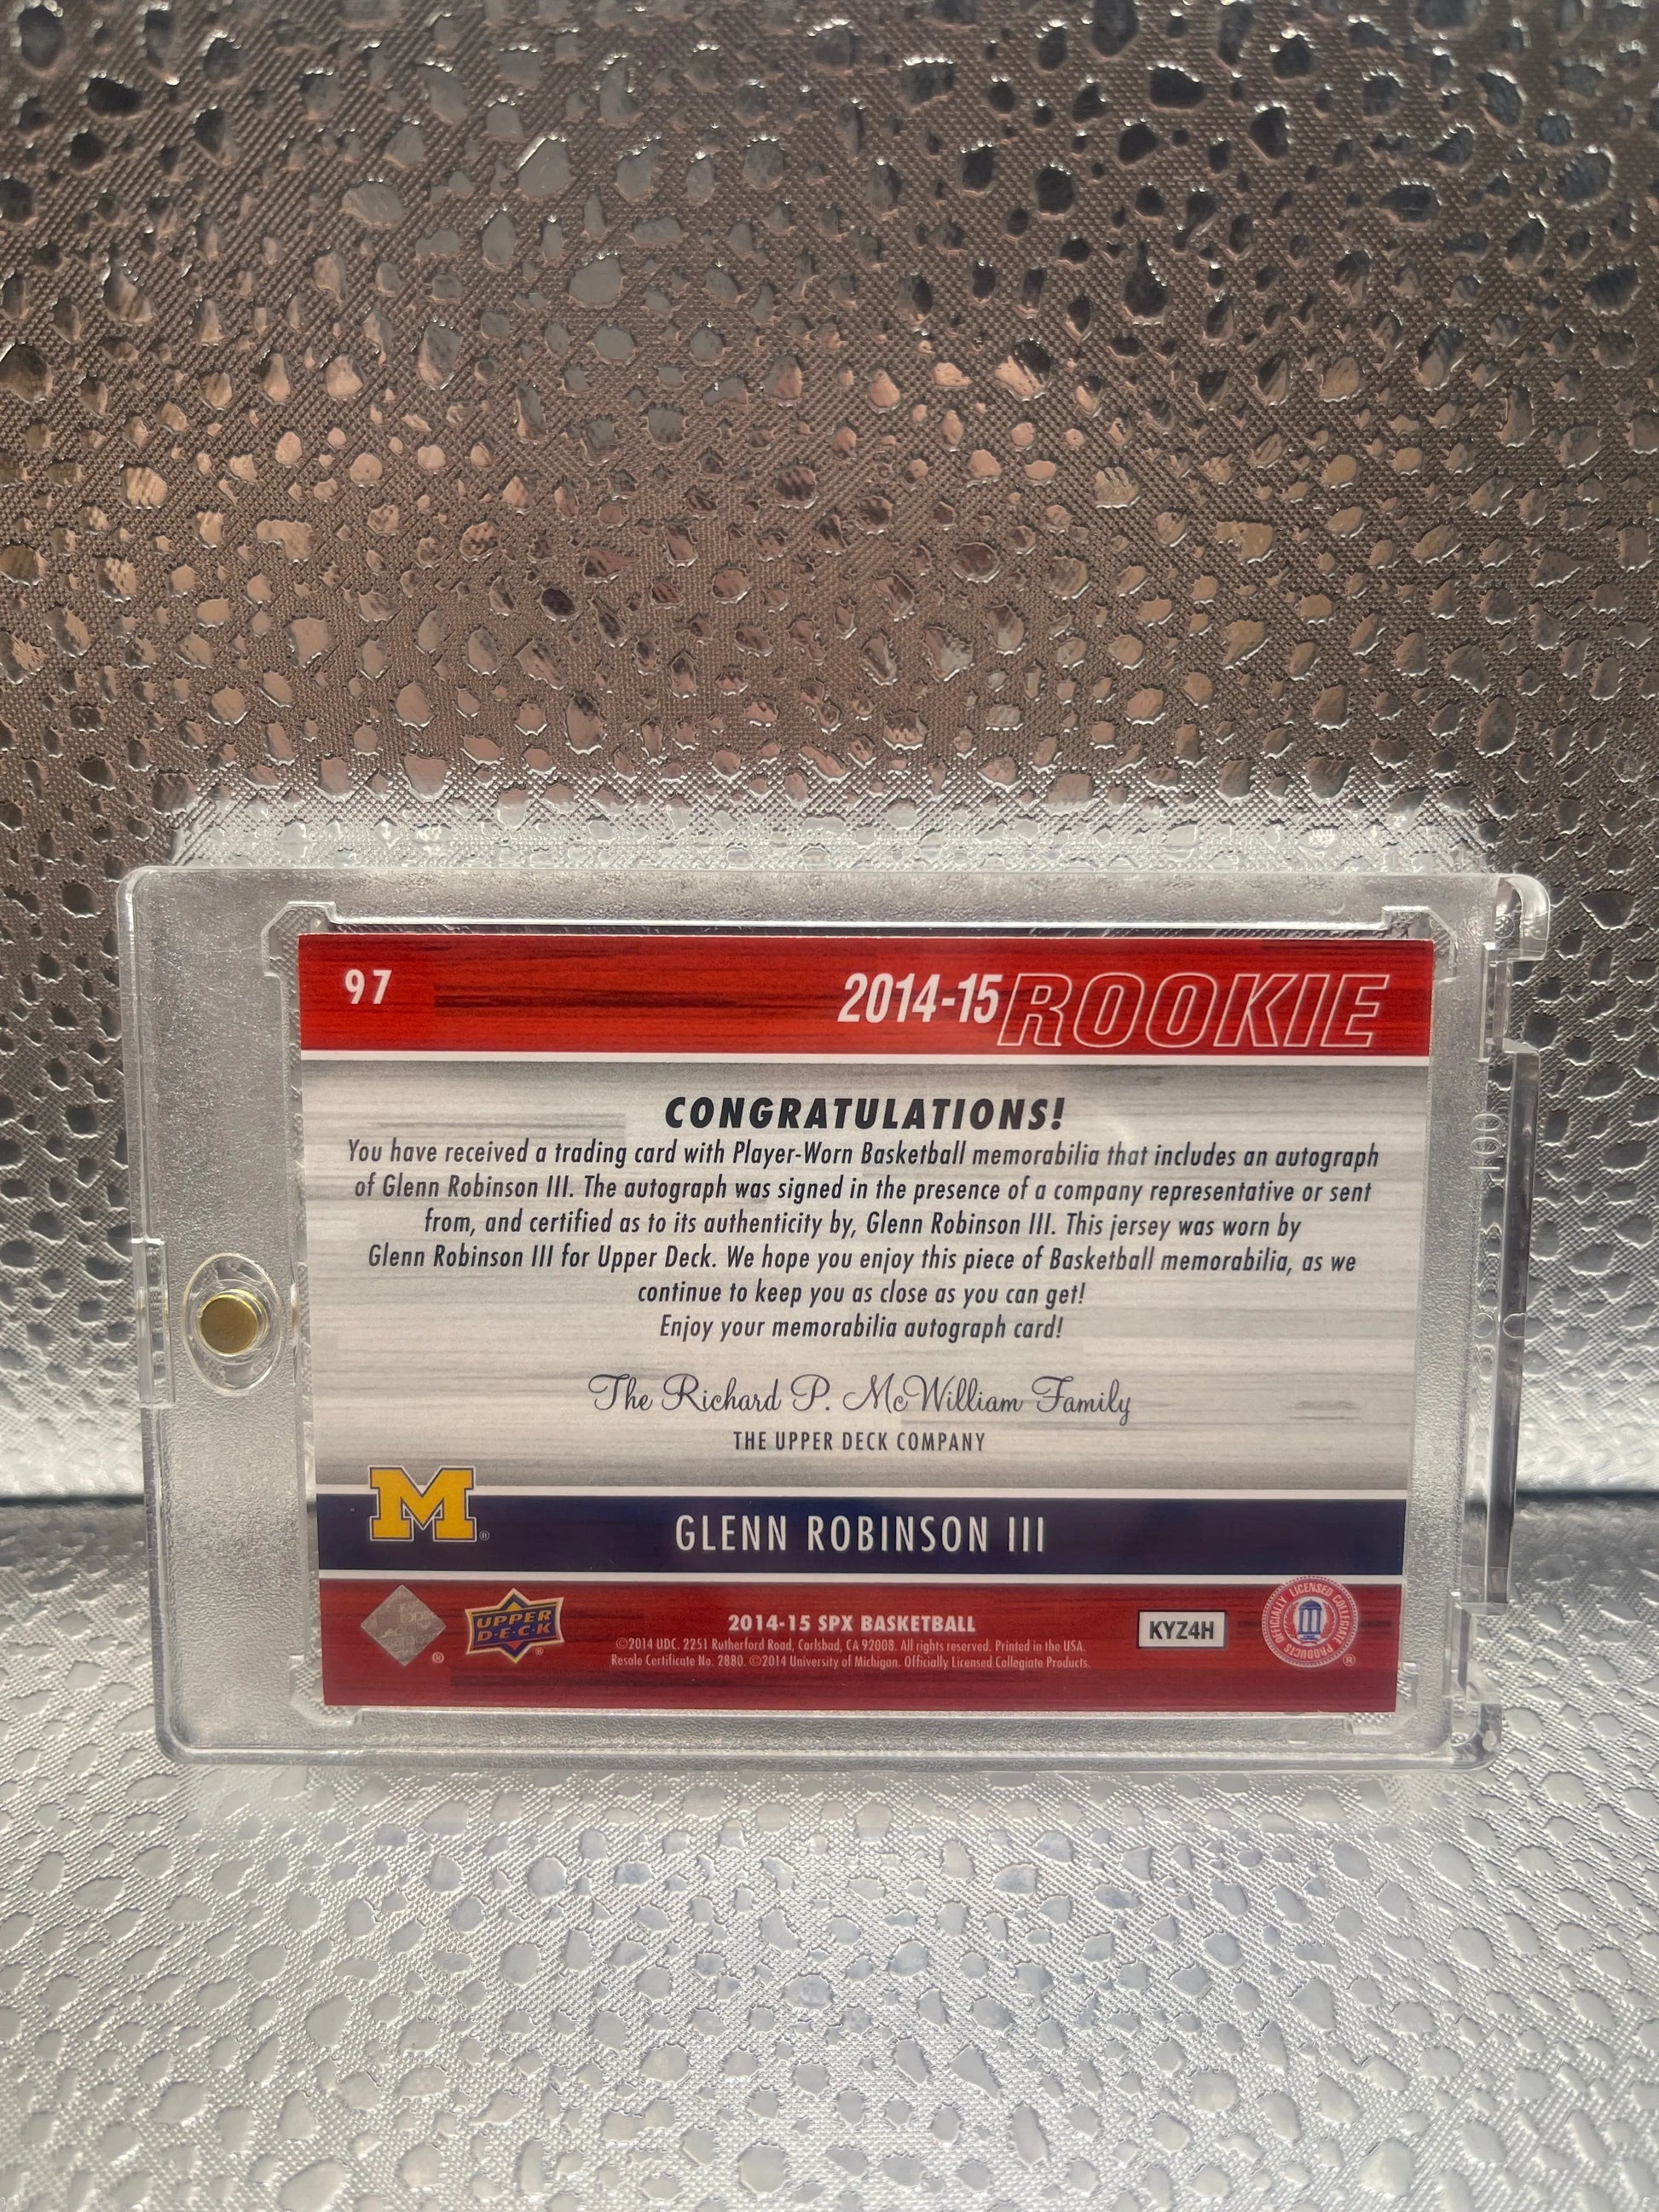 97
2014-15 ROOKIE
CONGRATULATIONS!
You have received a trading card with Player-Worn Basketball memorabilia that includes an autograph
of Glenn Robinson III. The autograph was signed in the presence of a company representative or sent
from, and certified as to its authenticity by, Glenn Robinson III. This jersey was worn by
Glenn Robinson III for Upper Deck. We hope you enjoy this piece of Basketball memorabilia, as we
continue to keep you as close as you can get!
Enjoy your memorabilia autograph card!
The Richard P. McWilliam Family
THE UPPER DECK COMPANY
M®
GLENN ROBINSON III
®
UPPER
D·E·C·K
®
2014-15 SPX BASKETBALL
©2014 UDC. 2251 Rutherford Road, Carlsbad, CA 92008. All rights reserved. Printed in the USA.
Resale Certificate No. 2880. ©2014 University of Michigan. Officially Licensed Collegiate Products.
KYZ4H
OFFICIALLY LICENSED COLLEGIATE PRODUCTS
®